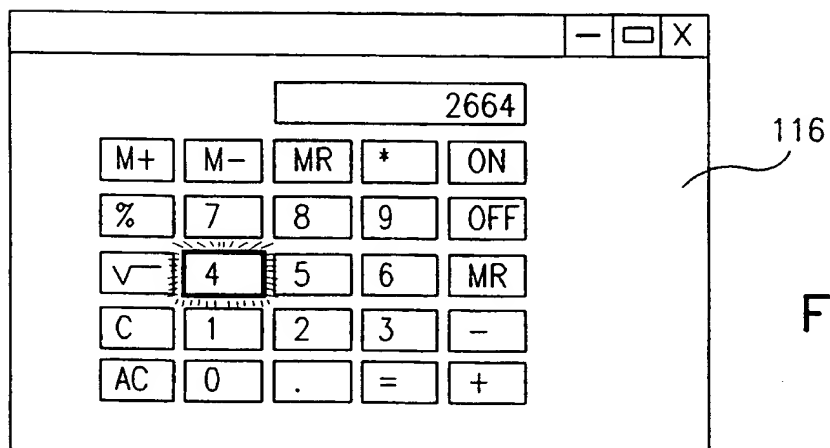 2664
116
M+ M- MR * ON
% 7 8 9 OFF
√ 4 5 6 MR
F
C 1 2 3 -
AC 0 . = +